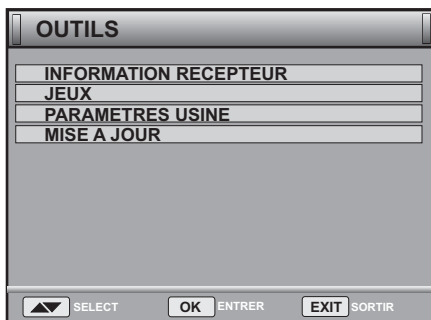 OUTILS
INFORMATION RECEPTEUR
JEUX
PARAMETRES USINE
MISE A JOUR
SELECT OK ENTRER EXIT SORTIR